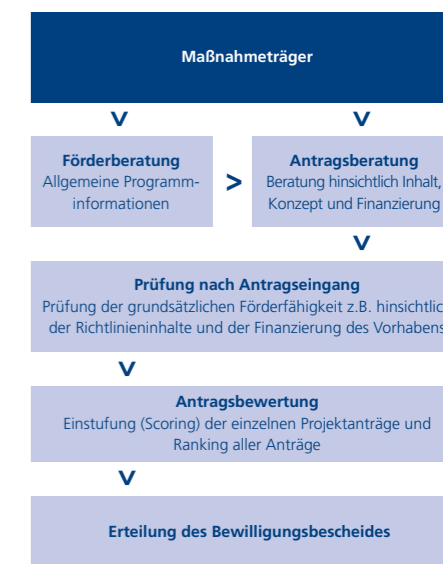 Maßnahmeträger
V V
Förderberatung
Allgemeine Programm-
informationen
>
Antragsberatung
Beratung hinsichtlich Inhalt,
Konzept und Finanzierung
V
Prüfung nach Antragseingang
Prüfung der grundsätzlichen Förderfähigkeit z.B. hinsichtlic
der Richtlinieninhalte und der Finanzierung des Vorhabens
V
Antragsbewertung
Einstufung (Scoring) der einzelnen Projektanträge und
Ranking aller Anträge
V
Erteilung des Bewilligungsbescheides